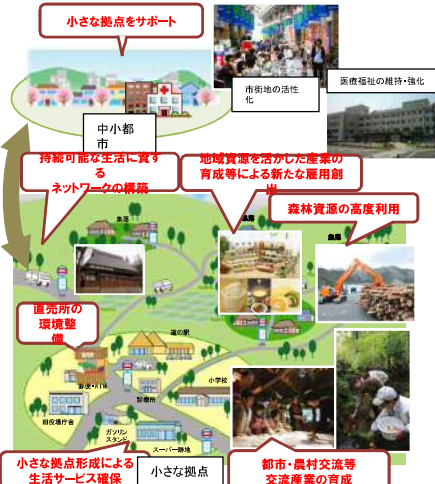 小さな拠点をサポート
市街地の活性
化
医療福祉の維持・強化
中小都
市
持続可能な生活に資す
る
ネットワークの構築
地域資源を活かした産業の
育成等による新たな雇用創
出
森林資源の高度利用
集落
集落
集落
直売所の
環境整
備
道の駅
郵便・ATM
診療所
小学校
旧役場庁舎
ガソリン
スタンド
スーパー跡地
小さな拠点形成による
生活サービス確保
小さな拠点
都市・農村交流等
交流産業の育成